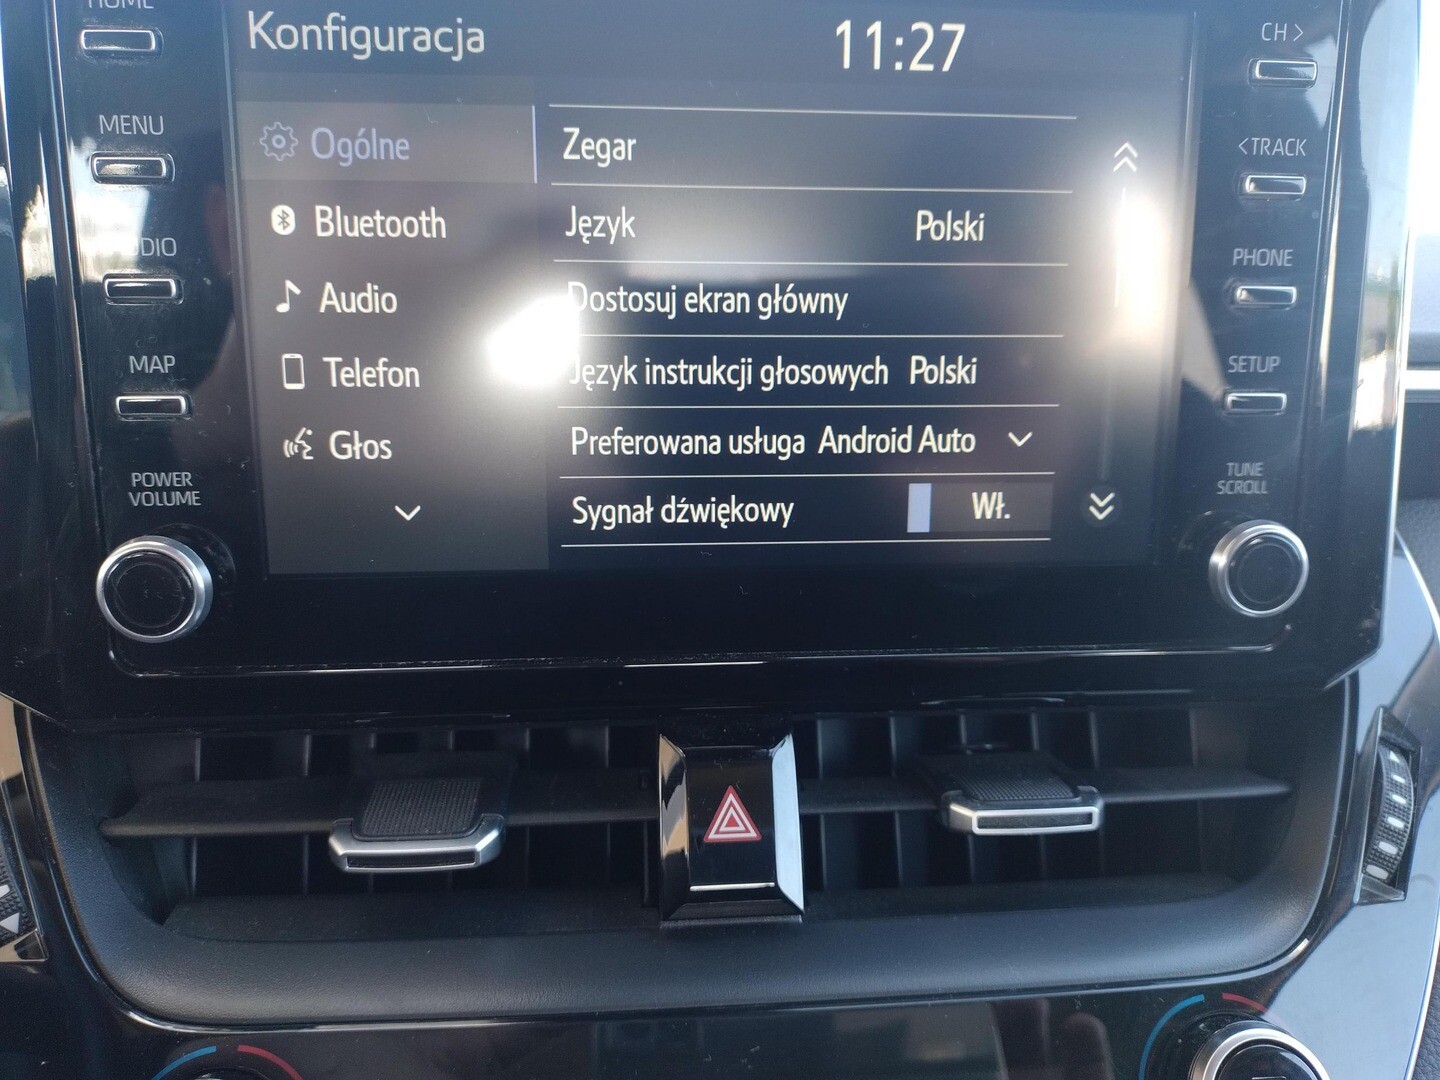 HOME
MENU
MAP
POWER
VOLUME
Konfiguracja
11:27
Ogólne
Bluetooth
Audio
Telefon
Głos
Zegar
Język Polski
Dostosuj ekran główny
Język instrukcji głosowych Polski
Preferowana usługa Android Auto
Sygnał dźwiękowy Wł.
CH >
< TRACK
PHONE
SETUP
TUNE
SCROLL